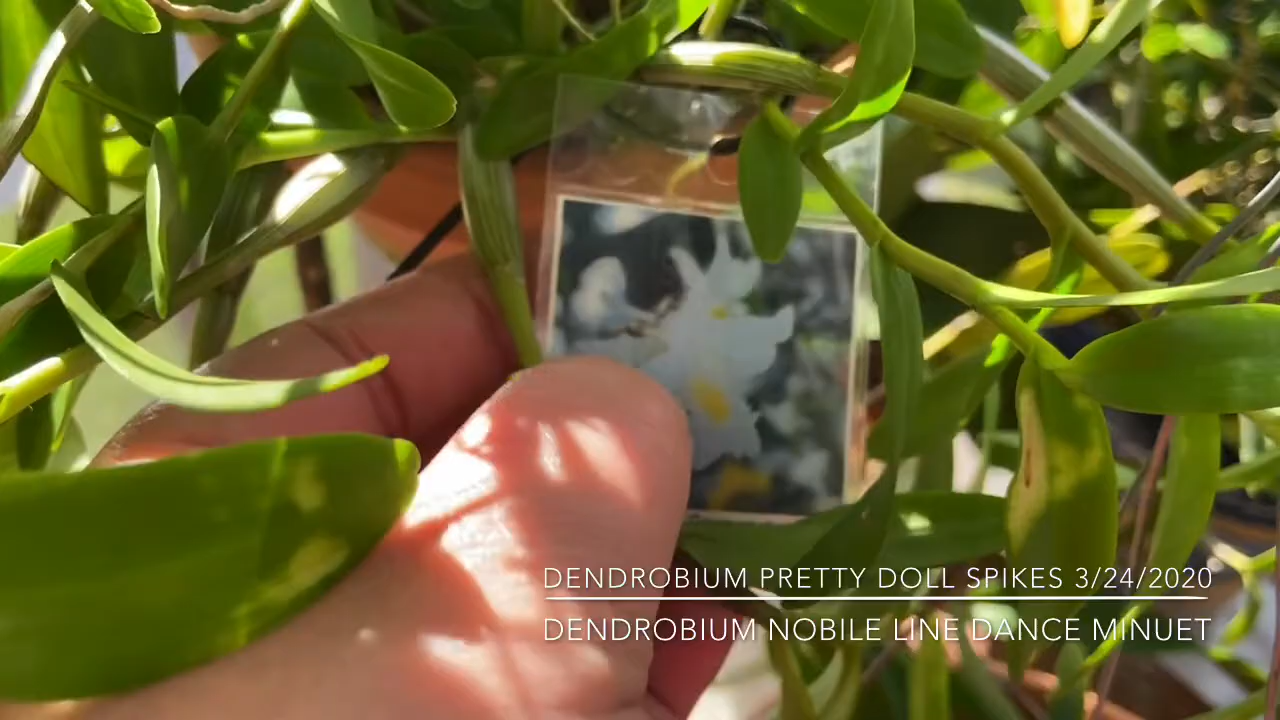 DENDROBIUM PRETTY DOLL SPIKES 3/24/2020
DENDROBIUM NOBILE LINE DANCE MINUET